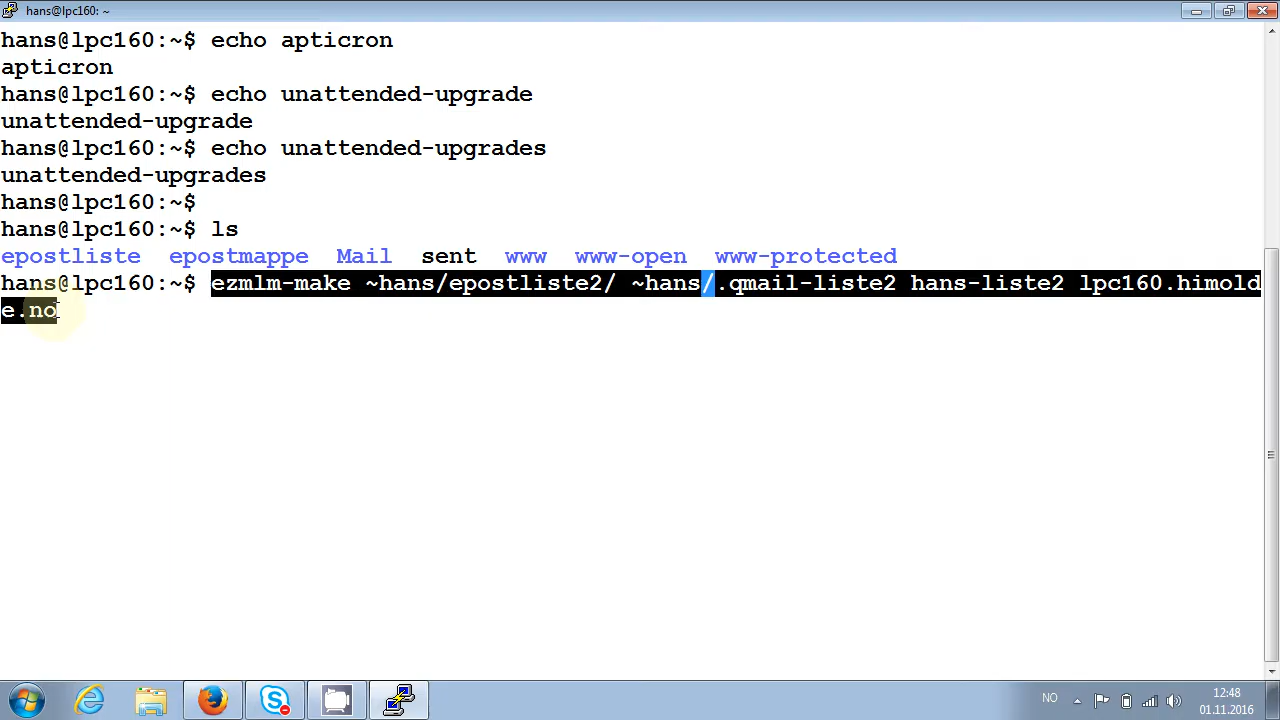 hans@lpc160: ~
hans@lpc160:~$ echo apticron
apticron
hans@lpc160:~$ echo unattended-upgrade
unattended-upgrade
hans@lpc160:~$ echo unattended-upgrades
unattended-upgrades
hans@lpc160:~$
hans@lpc160:~$ ls
epostliste  epostmappe  Mail  sent  www  www-open  www-protected
hans@lpc160:~$ ezmlm-make ~hans/epostliste2/ ~hans/.qmail-liste2 hans-liste2 lpc160.himold
e.no
NO
12:48
01.11.2016